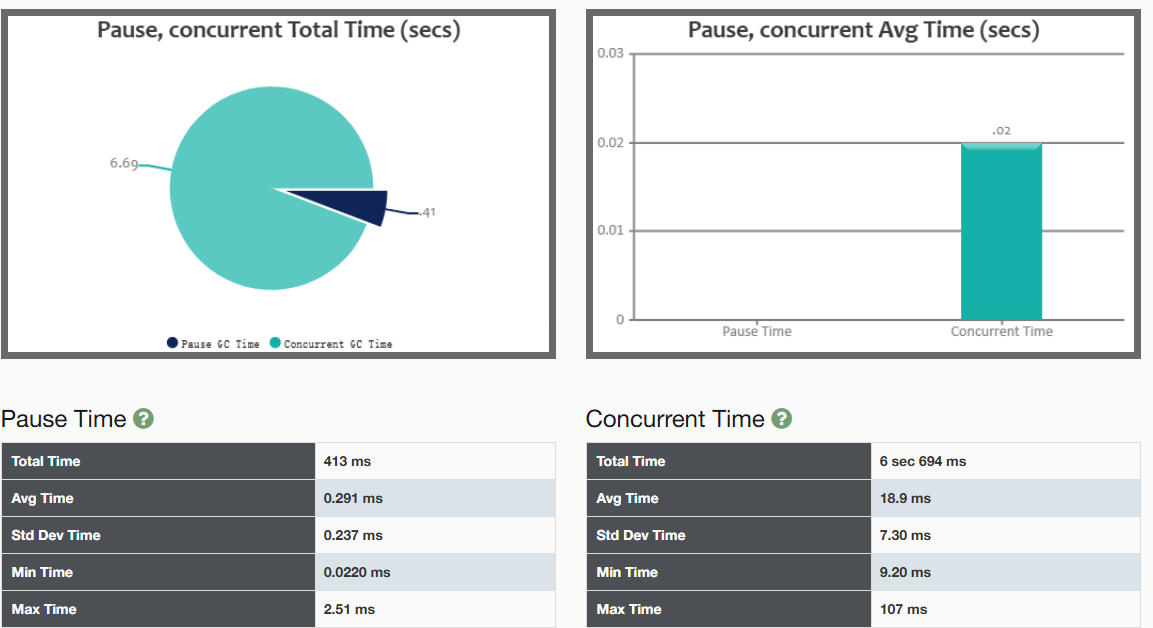 Pause, concurrent Total Time (secs)
6.69
.41
Pause GC Time Concurrent GC Time
Pause, concurrent Avg Time (secs)
0.03
0.02
0.01
0
.02
Pause Time Concurrent Time
Pause Time ?
Total Time 413 ms
Avg Time 0.291 ms
Std Dev Time 0.237 ms
Min Time 0.0220 ms
Max Time 2.51 ms
Concurrent Time ?
Total Time 6 sec 694 ms
Avg Time 18.9 ms
Std Dev Time 7.30 ms
Min Time 9.20 ms
Max Time 107 ms